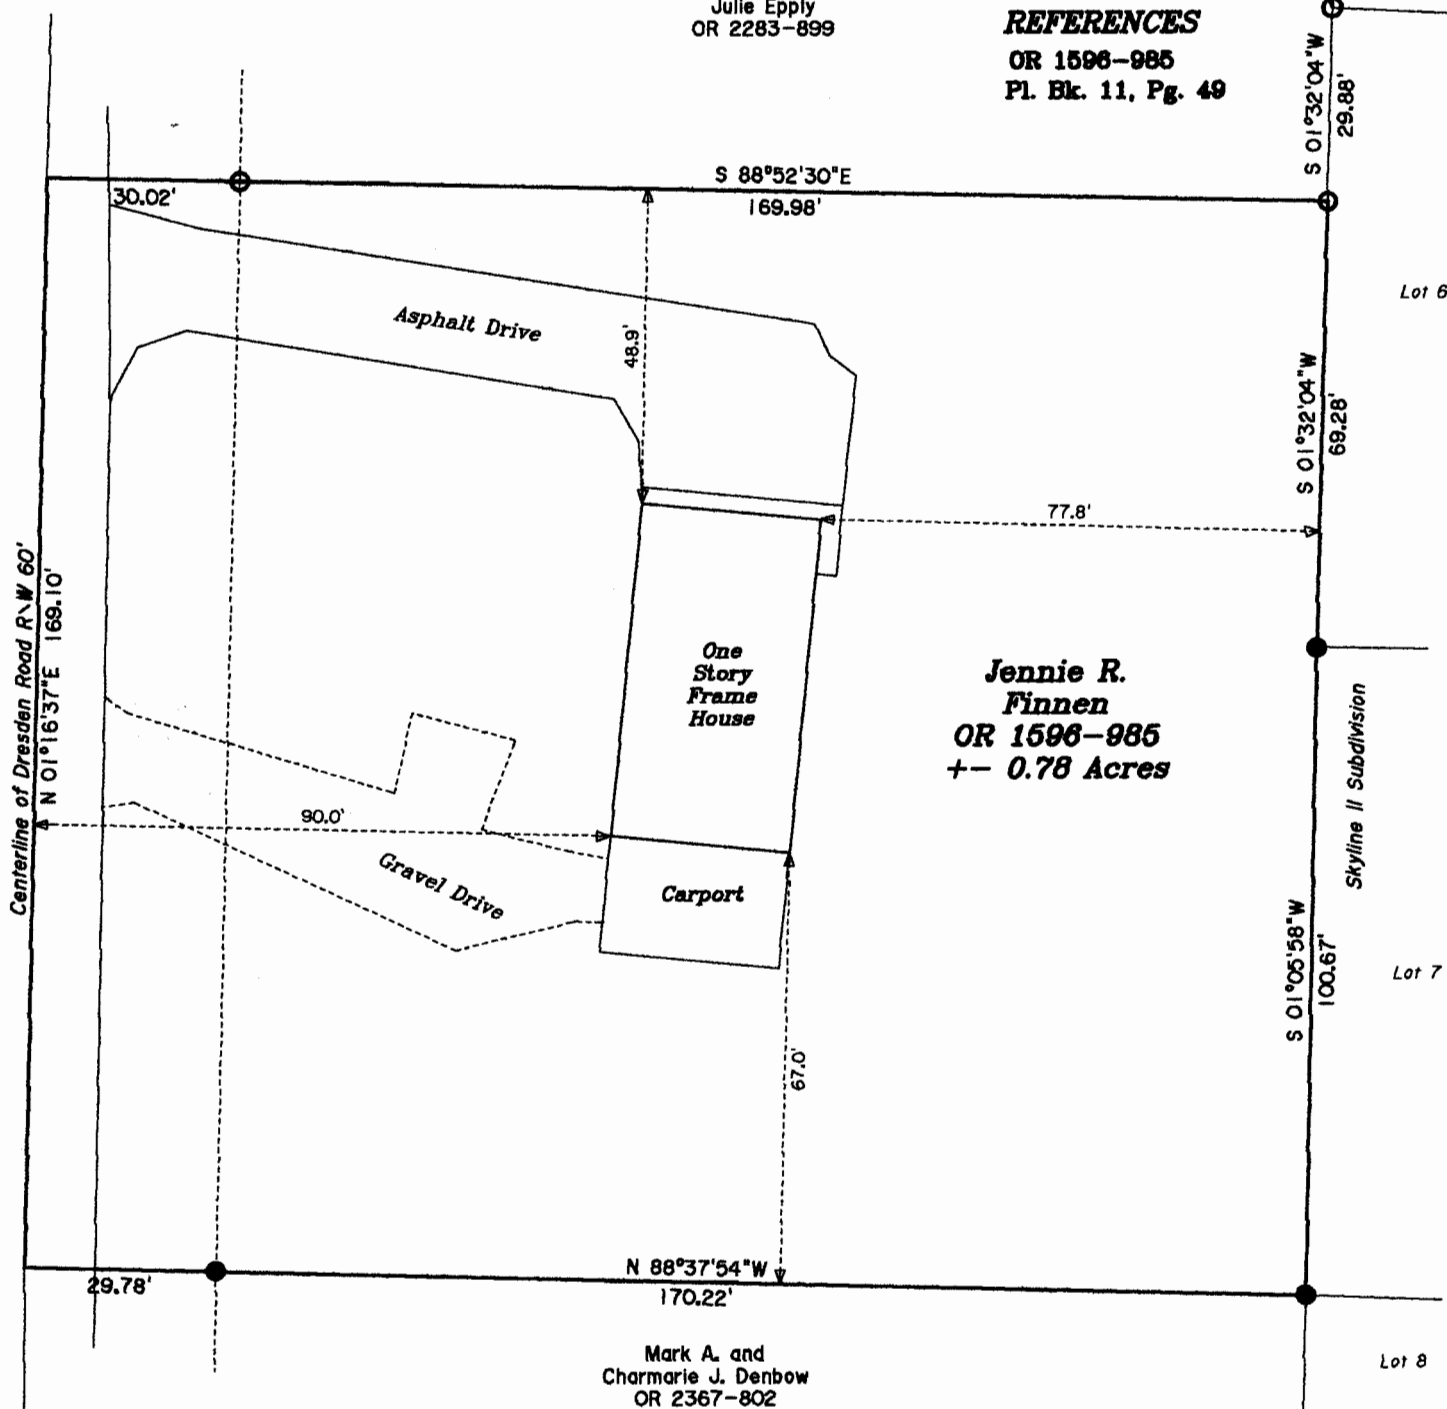 Julie Epply
OR 2283-899
REFERENCES
OR 1596-985
Pl. Bk. 11, Pg. 49
S 01°32'04"W
29.88'
S 88°52'30"E
169.98'
30.02'
Lot 6
Asphalt Drive
48.9'
S 01°32'04"W
69.28'
77.8'
Centerline of Dresden Road R\W 60'
N 01°16'37"E 169.10'
One
Story
Frame
House
Jennie R.
Finnen
OR 1596-985
+- 0.78 Acres
Skyline II Subdivision
90.0'
Gravel Drive
Carport
S 01°05'58"W
100.67'
Lot 7
67.0'
N 88°37'54"W
170.22'
29.78'
Mark A. and
Charmarie J. Denbow
OR 2367-802
Lot 8